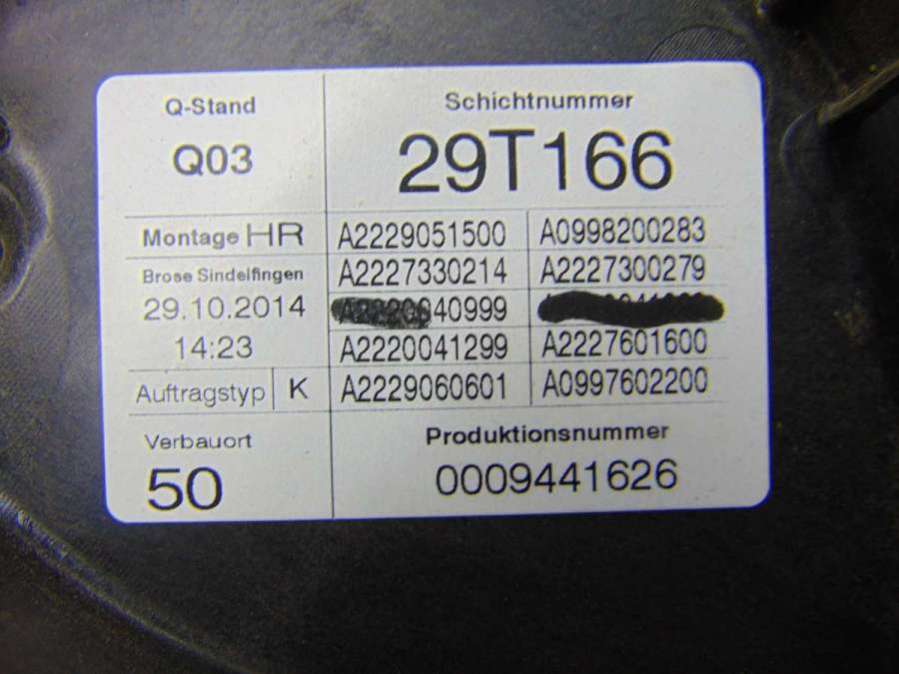 Q-Stand
Schichtnummer
Q03
29T166
Montage HR
A2229051500 A0998200283
Brose Sindelfingen
A2227330214 A2227300279
29.10.2014
14:23
A2220041299 A2227601600
Auftragstyp K
A2229060601 A0997602200
Verbauort
Produktionsnummer
50
0009441626